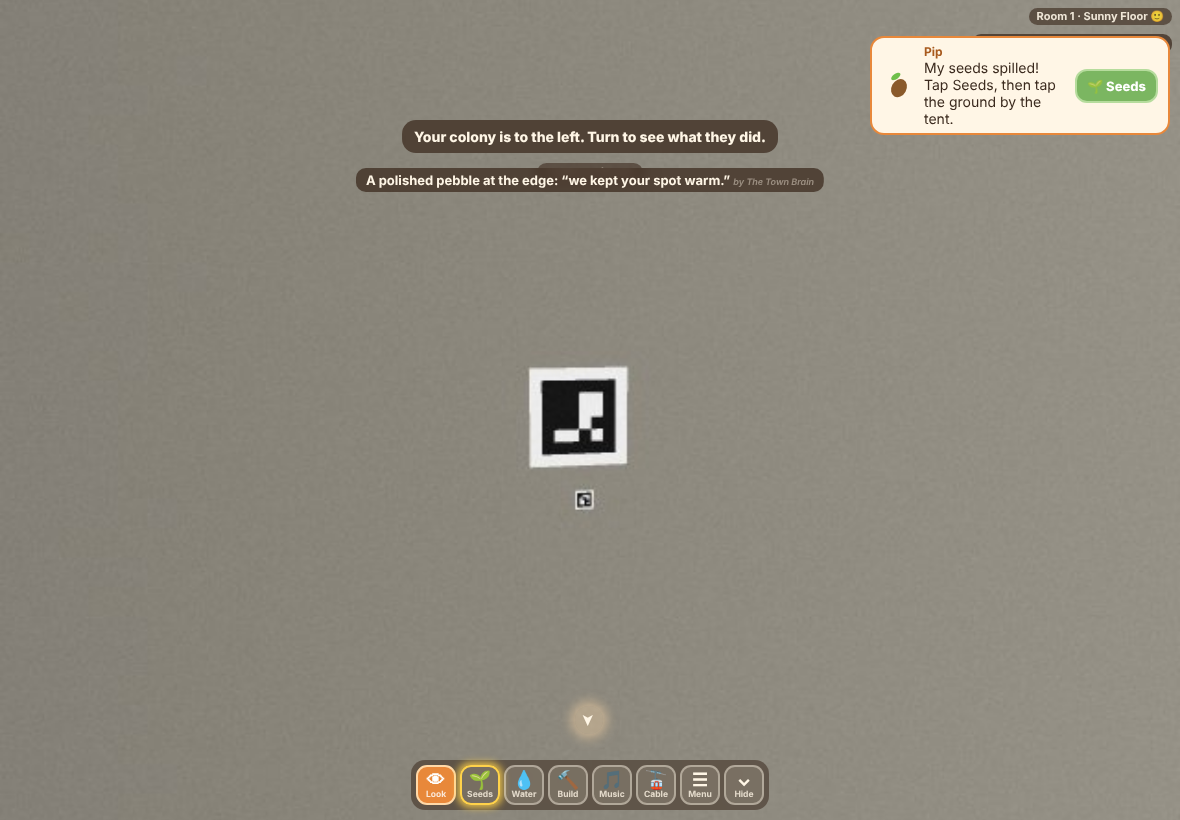 Room 1 · Sunny Floor 🙂
Pip
My seeds spilled!
Tap Seeds, then tap
the ground by the
tent.
🌱 Seeds
Your colony is to the left. Turn to see what they did.
A polished pebble at the edge: “we kept your spot warm.” by The Town Brain
Look
Seeds
Water
Build
Music
Cable
Menu
Hide